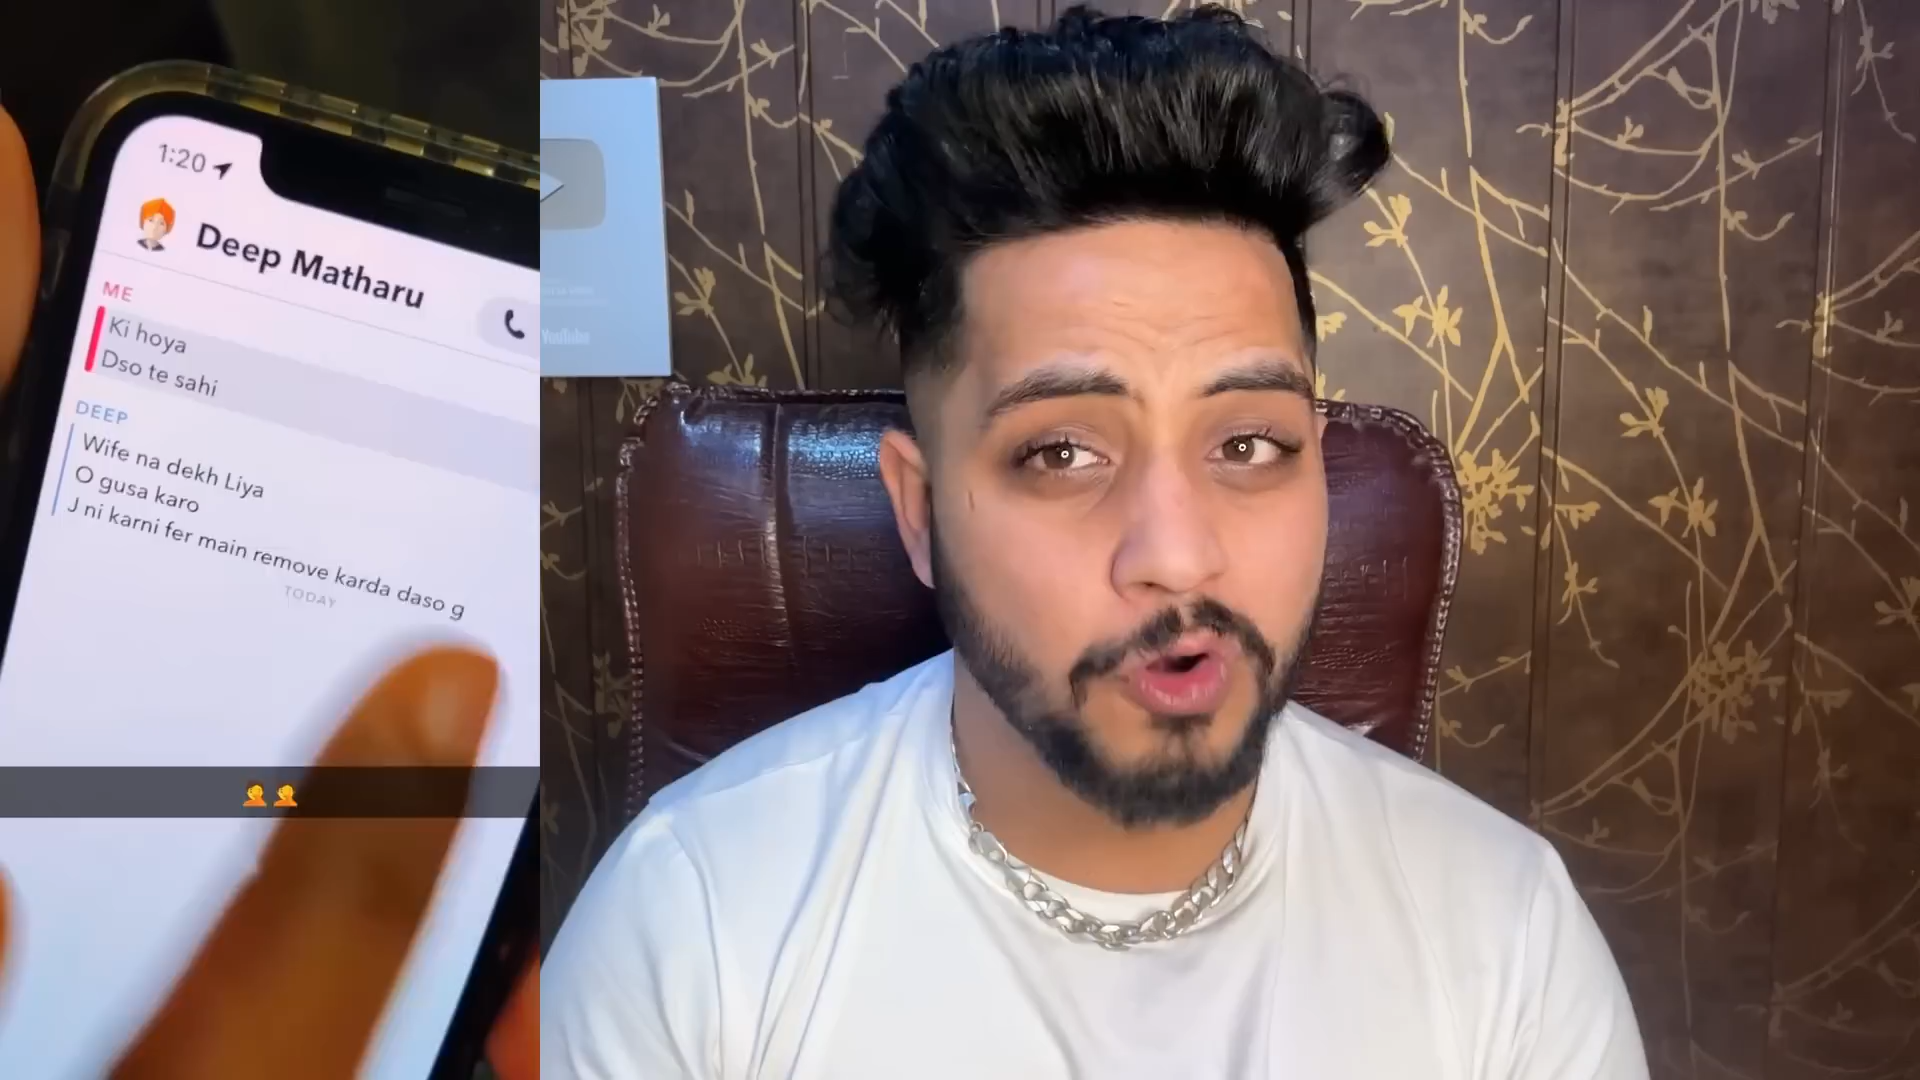 1:20
Deep Matharu
ME
Ki hoya
Dso te sahi
DEEP
Wife na dekh Liya
O gusa karo
J ni karni fer main remove karda daso g
TODAY
YouTube